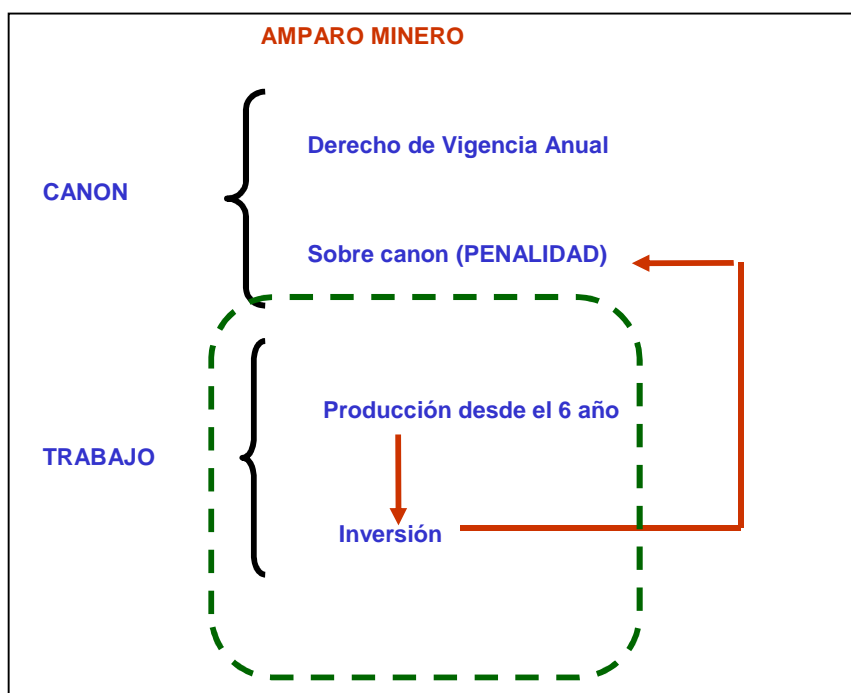 AMPARO MINERO
CANON
Derecho de Vigencia Anual
Sobre canon (PENALIDAD)
TRABAJO
Producción desde el 6 año
Inversión